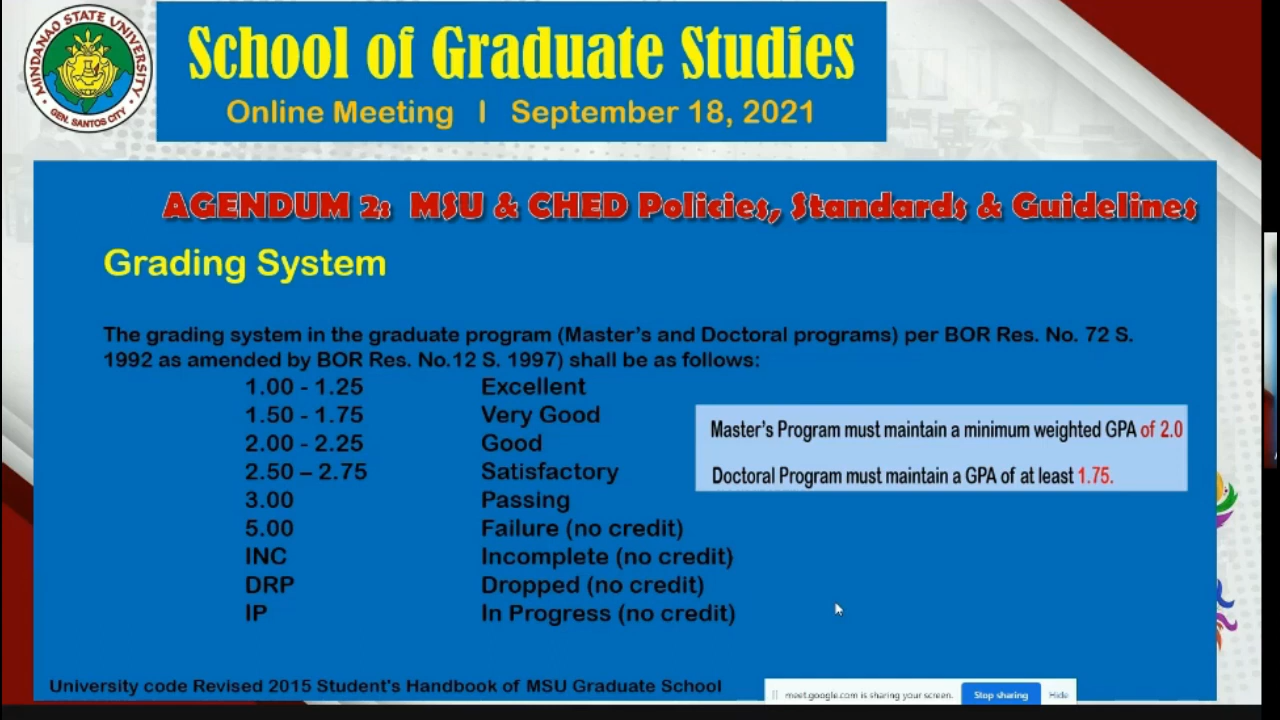 MINDANAO STATE UNIVERSITY
GEN. SANTOS CITY
School of Graduate Studies
Online Meeting | September 18, 2021
AGENDUM 2: MSU & CHED Policies, Standards & Guidelines
Grading System
The grading system in the graduate program (Master's and Doctoral programs) per BOR Res. No. 72 S.
1992 as amended by BOR Res. No.12 S. 1997) shall be as follows:
1.00 - 1.25 Excellent
1.50 - 1.75 Very Good
2.00 - 2.25 Good
2.50 – 2.75 Satisfactory
3.00 Passing
5.00 Failure (no credit)
INC Incomplete (no credit)
DRP Dropped (no credit)
IP In Progress (no credit)
Master's Program must maintain a minimum weighted GPA of 2.0
Doctoral Program must maintain a GPA of at least 1.75.
University code Revised 2015 Student's Handbook of MSU Graduate School
meet.google.com is sharing your screen. Stop sharing Hide